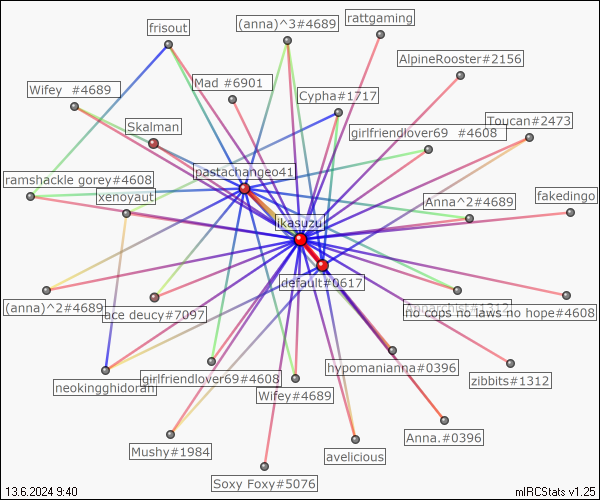 rattgaming
(anna)^3#4689
frisout
AlpineRooster#2156
Mad #6901
Wifey #4689
Cypha#1717
Toucan#2473
Skalman
girlfriendlover69 #4608
pastachangeo41
ramshackle gorey#4608
xenoyaut
fakedingo
Anna^2#4689
ikasuzu
default#0617
(anna)^2#4689
ace deucy#7097
no cops no laws no hope#4608
hypomanianna#0396
zibbits#1312
neokingghidorah
girlfriendlover69#4608
Wifey#4689
Anna.#0396
Mushy#1984
avelicious
Soxy Foxy#5076
13.6.2024 9:40
mIRCStats v1.25